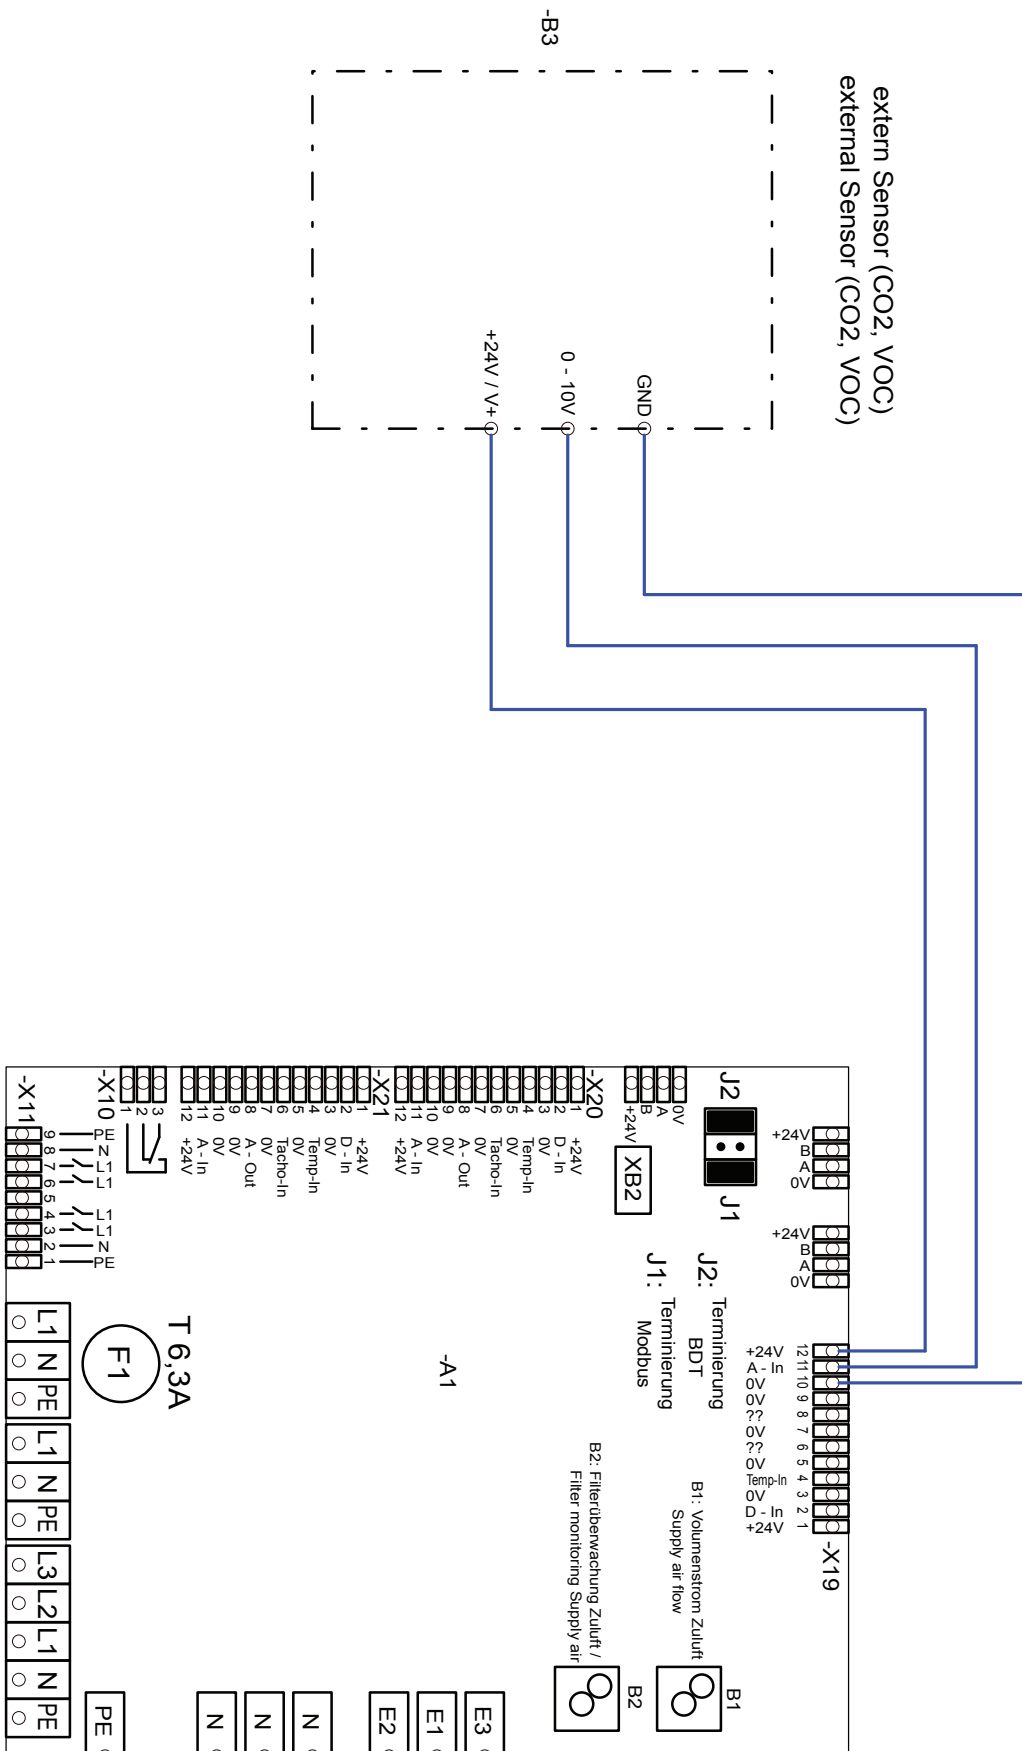 -B3
extern Sensor (CO2, VOC)
external Sensor (CO2, VOC)
+24V / V+
0 - 10V
GND
-X11
9 PE
8 N
7 L1
6 L1
5
4 L1
3 L1
2 N
1 PE
-X10
1
2
3
-X21
12 +24V
11 A - In
10 0V
9 0V
8 A - Out
7 0V
6 Tacho-In
5 0V
4 Temp-In
3 0V
2 D - In
1 +24V
-X20
12 +24V
11 A - In
10 0V
9 0V
8 A - Out
7 0V
6 Tacho-In
5 0V
4 Temp-In
3 0V
2 D - In
1 +24V
+24V
B
A
0V
XB2
J2
J1
+24V
B
A
0V
+24V
B
A
0V
J2: Terminierung
BDT
J1: Terminierung
Modbus
-X19
+24V 12
A - In 11
0V 10
0V 9
?? 8
0V 7
?? 6
0V 5
Temp-In 4
0V 3
D - In 2
+24V 1
T 6,3A
F1
-A1
B1: Volumenstrom Zuluft
Supply air flow
B2: Filterüberwachung Zuluft /
Filter monitoring Supply air
B1
B2
L1
N
PE
L1
N
PE
L3
L2
L1
N
PE
PE
N
N
N
E2
E1
E3